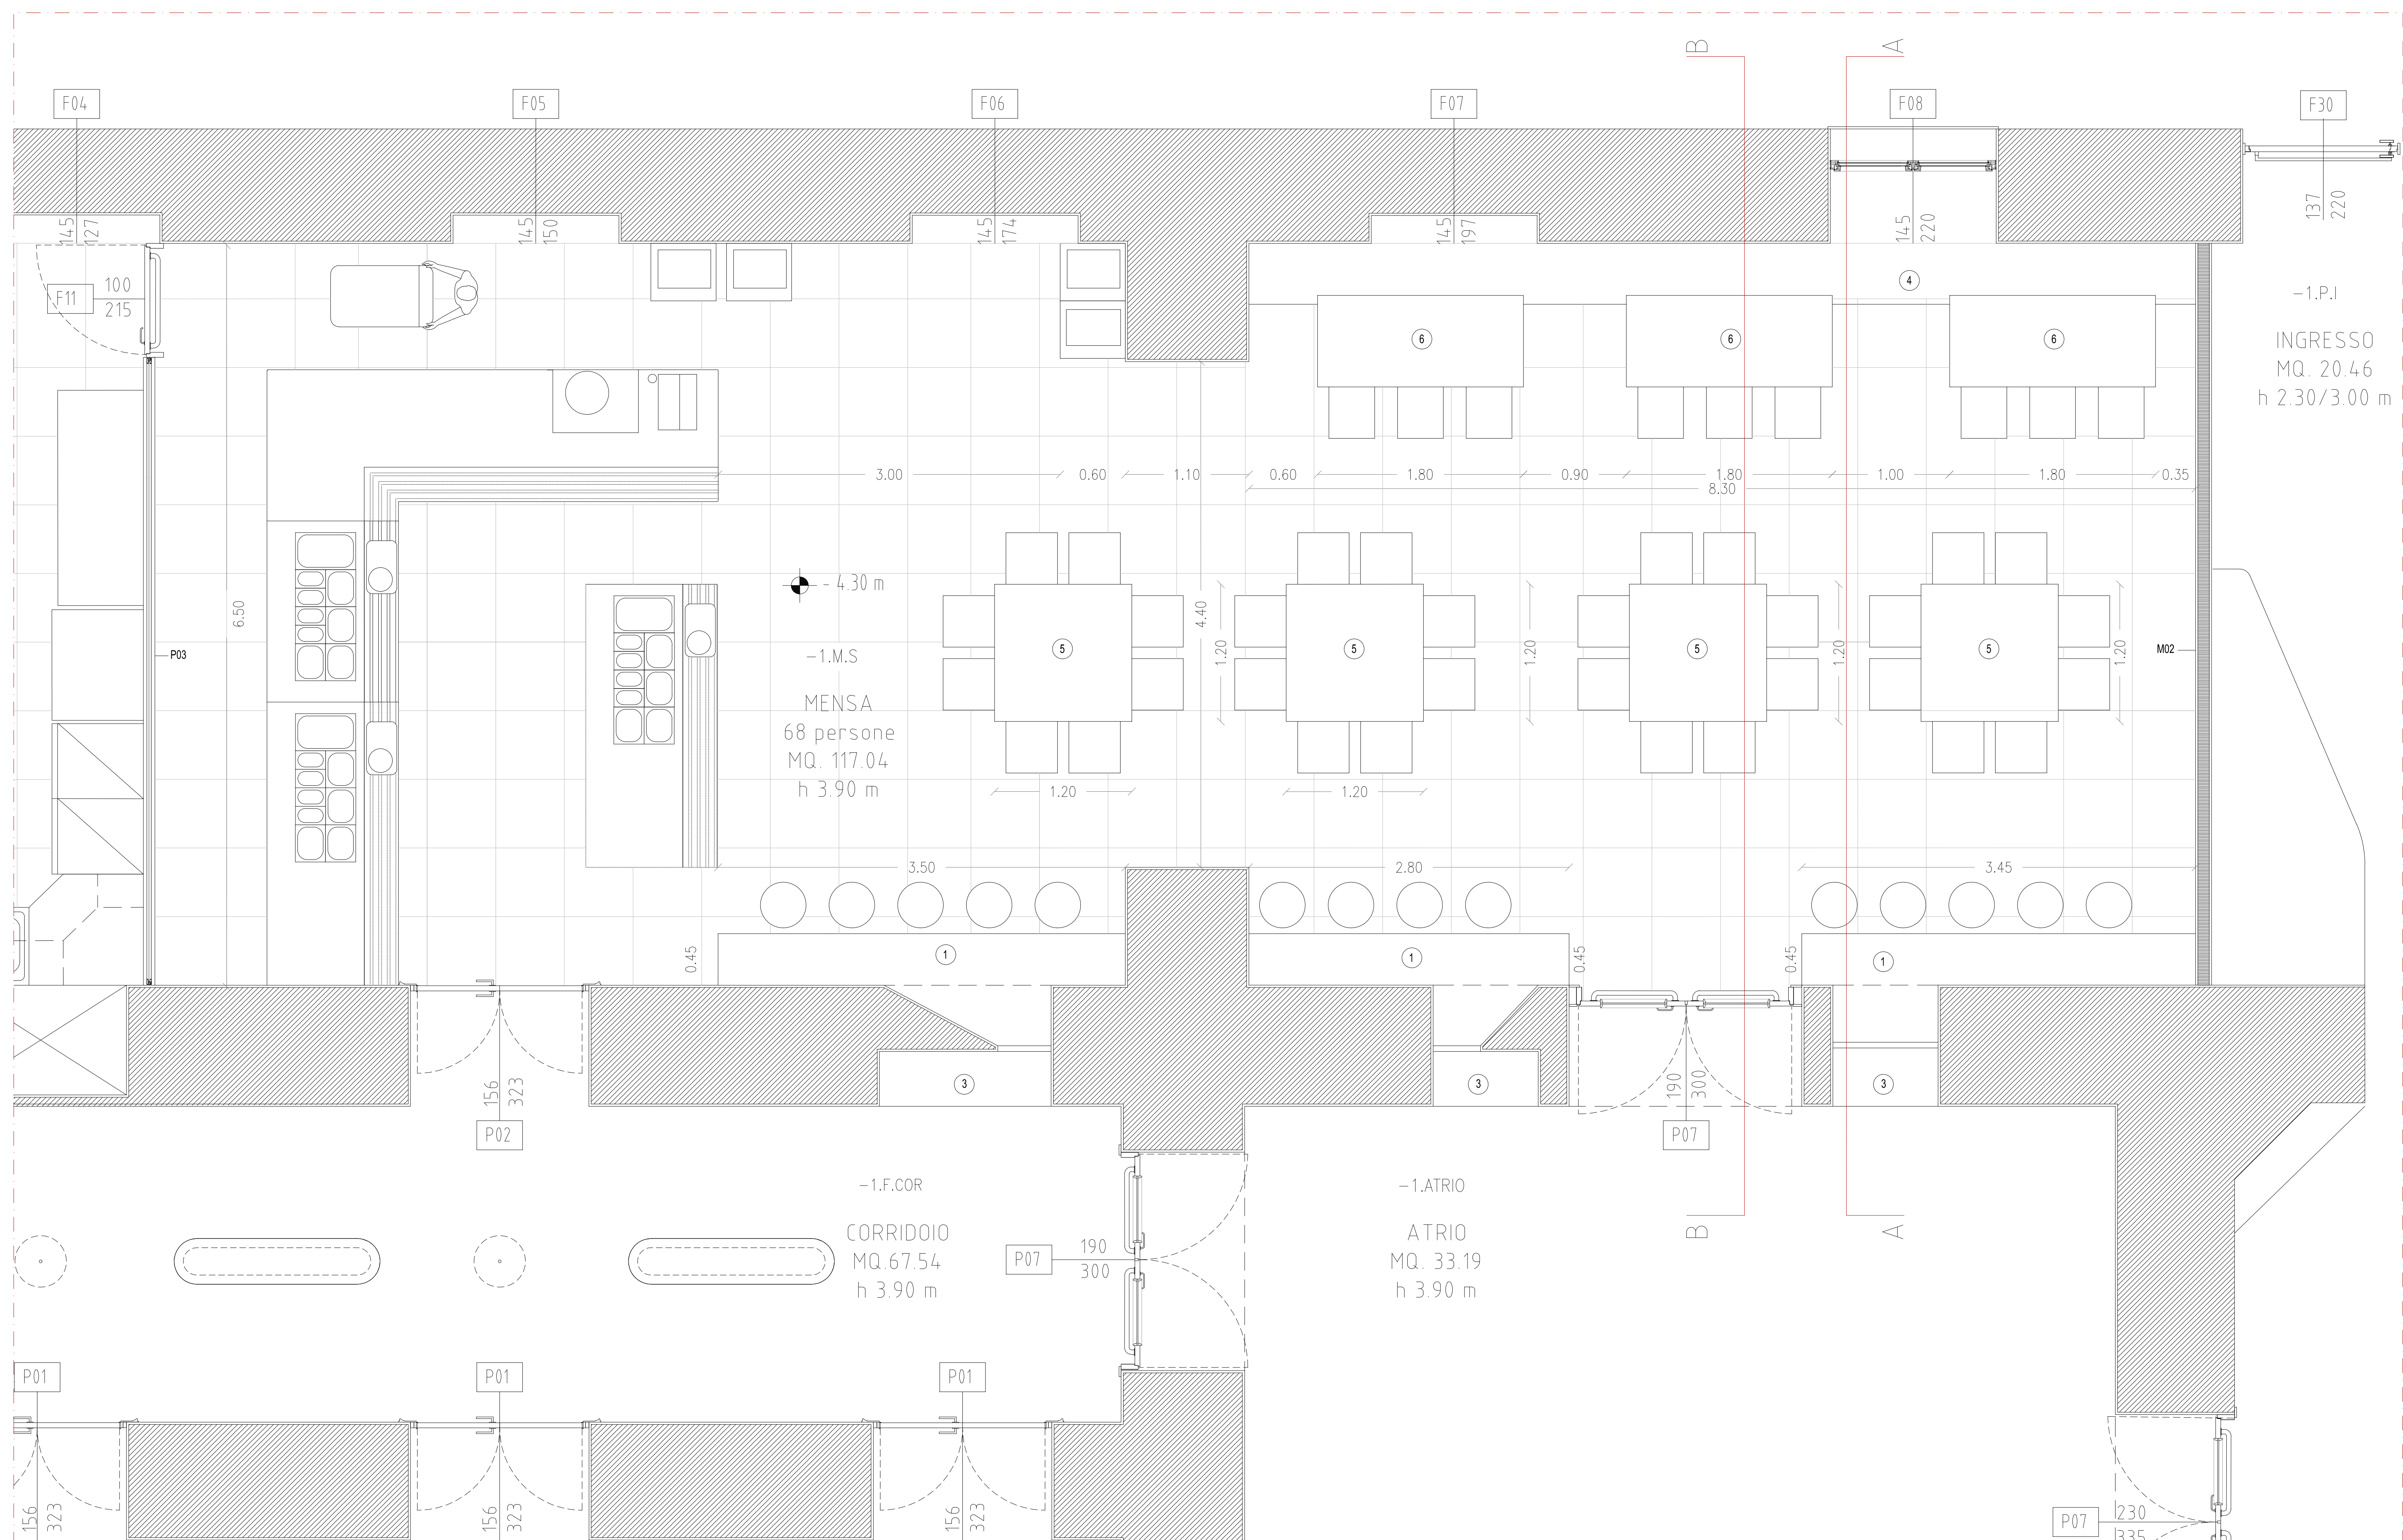 B
A
F04
F05
F06
F07
F08
F30
145
127
145
150
145
174
145
197
145
220
137
220
F11
100
215
4
-1.P.I
INGRESSO
MQ. 20.46
h 2.30/3.00 m
6
6
6
3.00
0.60
1.10
0.60
1.80
0.90
1.80
1.00
1.80
0.35
8.30
6.50
- 4.30 m
4.40
P03
-1.M.S
MENSA
68 persone
MQ. 117.04
h 3.90 m
5
5
5
5
1.20
1.20
1.20
1.20
M02
1.20
1.20
3.50
2.80
3.45
0.45
1
1
0.45
0.45
1
3
3
3
156
323
P02
190
300
P07
-1.F.COR
CORRIDOIO
MQ.67.54
h 3.90 m
P07
190
300
-1.ATRIO
ATRIO
MQ. 33.19
h 3.90 m
B
A
P01
P01
P01
156
323
156
323
156
323
P07
230
335